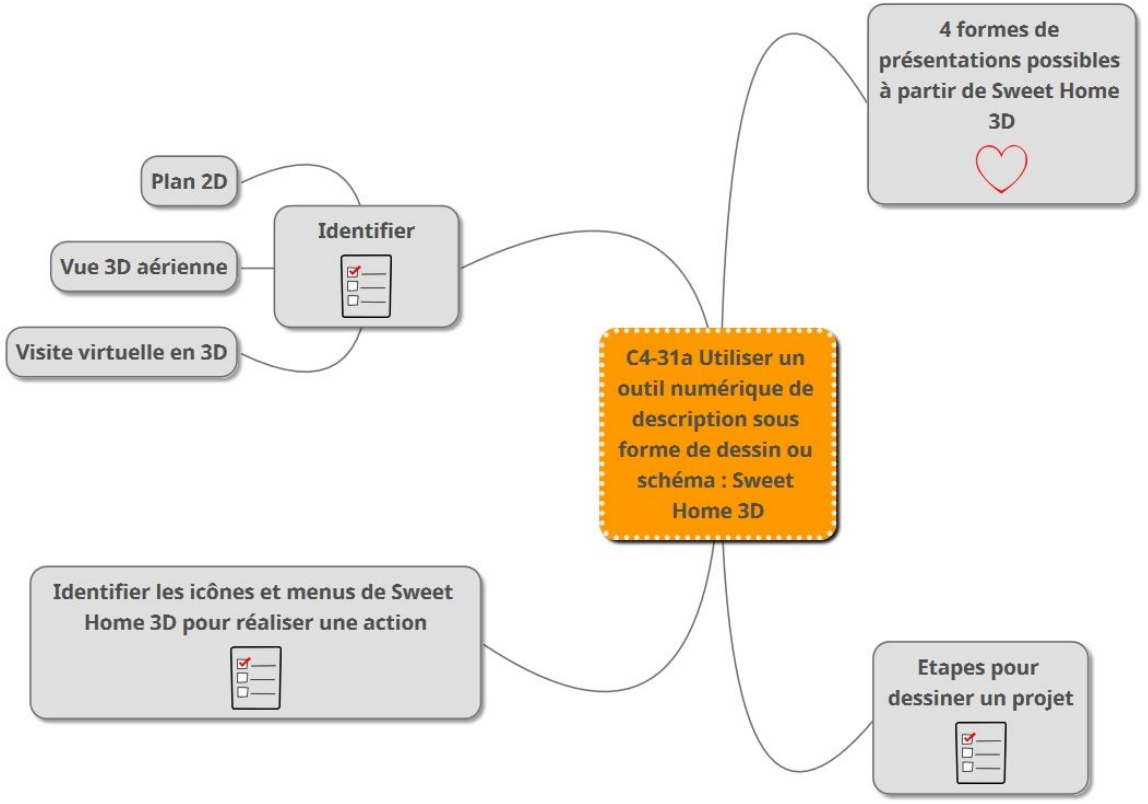 4 formes de
présentations possibles
à partir de Sweet Home
3D
Plan 2D
Identifier
Vue 3D aérienne
Visite virtuelle en 3D
C4-31a Utiliser un
outil numérique de
description sous
forme de dessin ou
schéma : Sweet
Home 3D
Identifier les icônes et menus de Sweet
Home 3D pour réaliser une action
Etapes pour
dessiner un projet